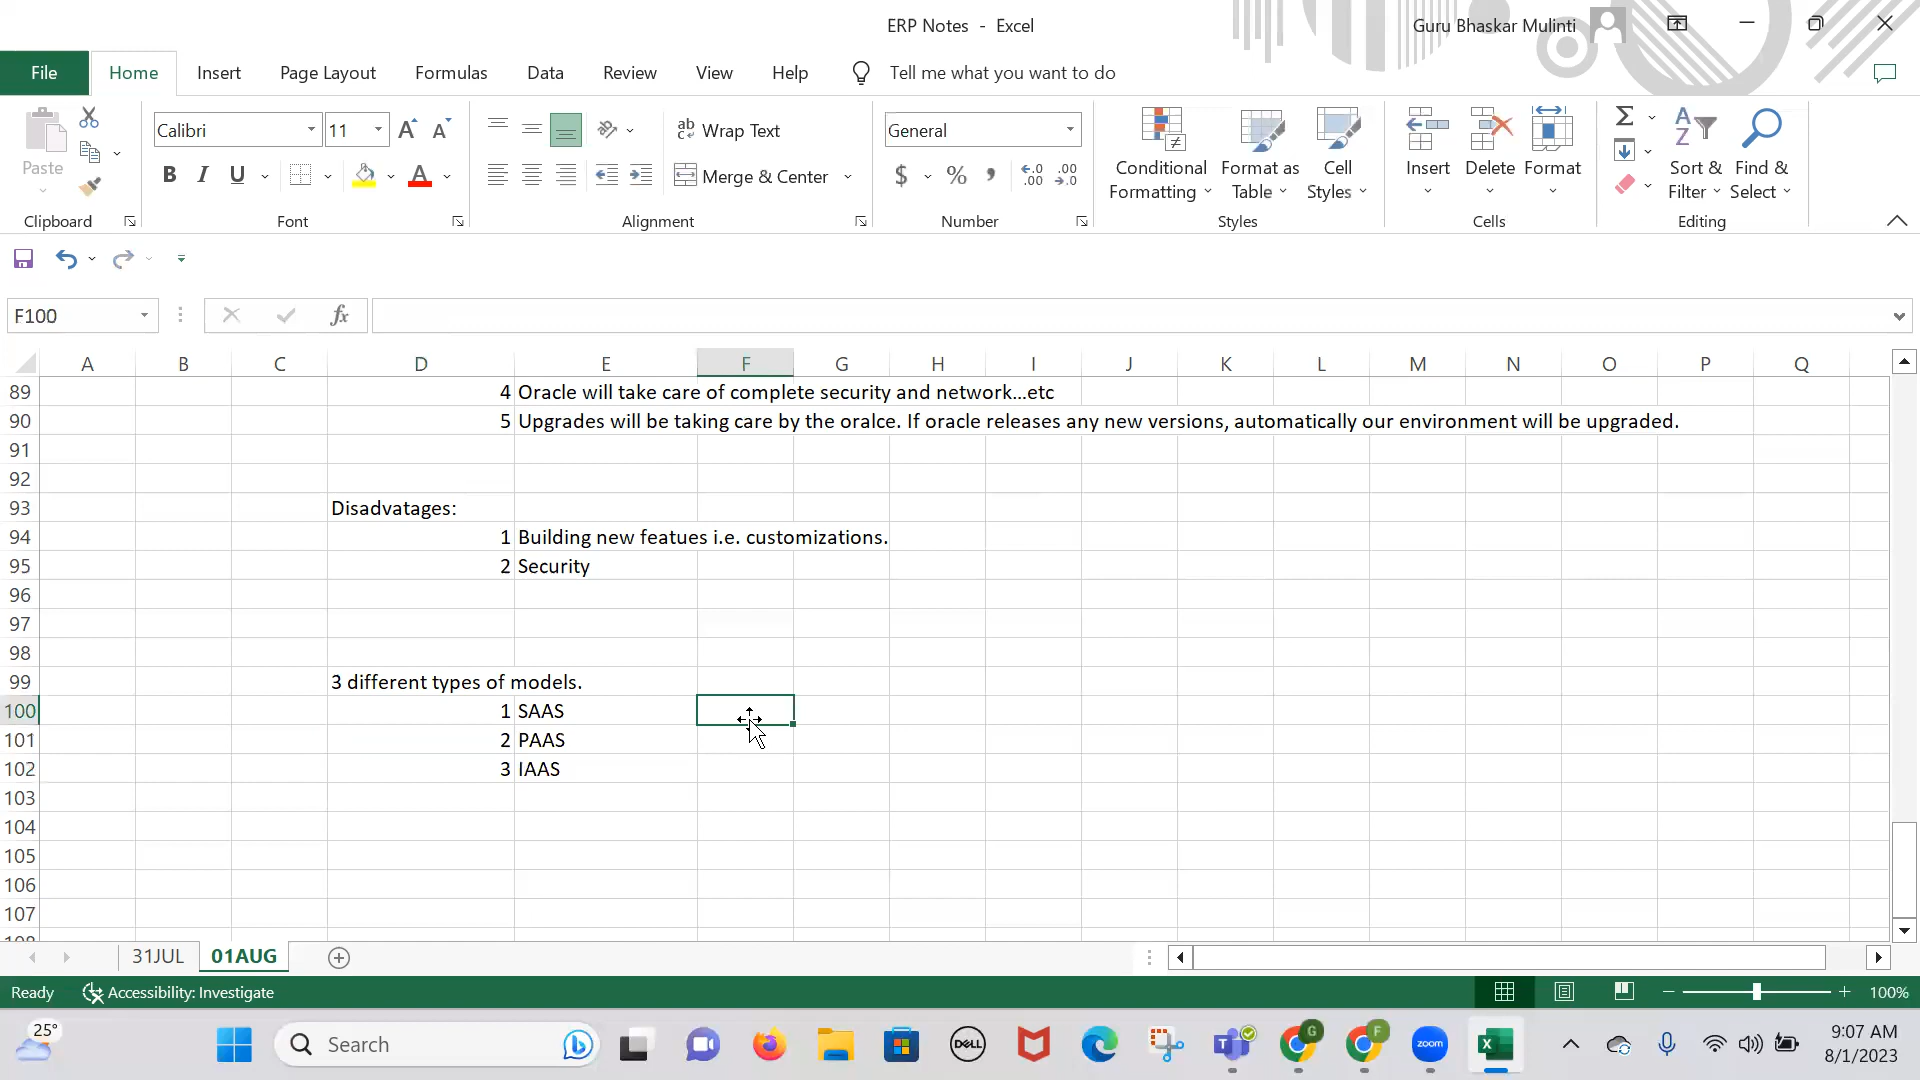 ERP Notes - Excel
Guru Bhaskar Mulinti
File Home Insert Page Layout Formulas Data Review View Help Tell me what you want to do
Paste
Clipboard
Calibri 11
B I U A
Font
ab Wrap Text
Merge & Center
Alignment
General
$ % ,
Number
Conditional Formatting
Format as Table
Cell Styles
Styles
Insert Delete Format
Cells
Sort & Filter
Find & Select
Editing
F100 fx
A B C D E F G H I J K L M N O P Q
89 4 Oracle will take care of complete security and network...etc
90 5 Upgrades will be taking care by the oralce. If oracle releases any new versions, automatically our environment will be upgraded.
91
92
93 Disadvatages:
94 1 Building new featues i.e. customizations.
95 2 Security
96
97
98
99 3 different types of models.
100 1 SAAS
101 2 PAAS
102 3 IAAS
103
104
105
106
107
108
31JUL 01AUG
Ready Accessibility: Investigate 100%
25°
Search
DELL
zoom
9:07 AM
8/1/2023